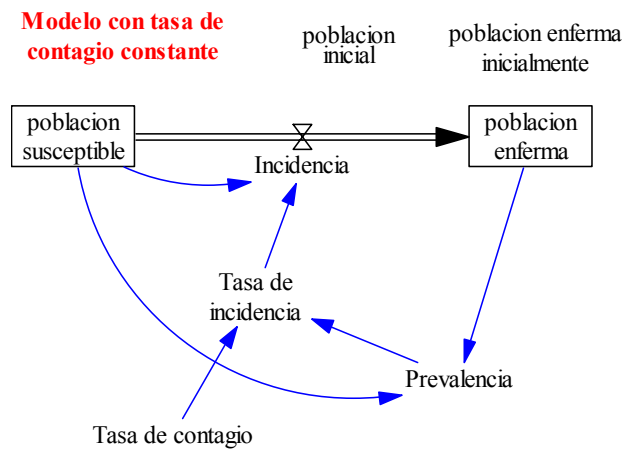 Modelo con tasa de
contagio constante
poblacion
inicial
poblacion enferma
inicialmente
poblacion
susceptible
Incidencia
poblacion
enferma
Tasa de
incidencia
Prevalencia
Tasa de contagio